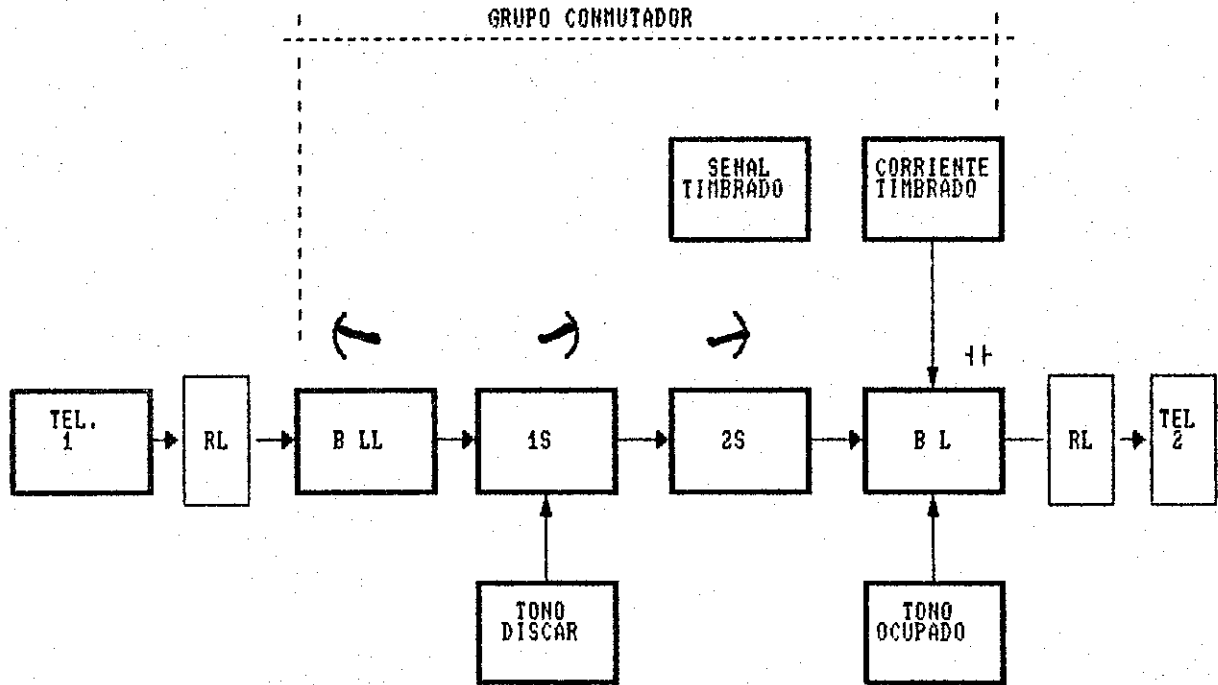 GRUPO CONMUTADOR
SENAL
TIMBRADO
CORRIENTE
TIMBRADO
TEL.
1
RL
B LL
1S
2S
B L
RL
TEL
2
TONO
DISCAR
TONO
OCUPADO